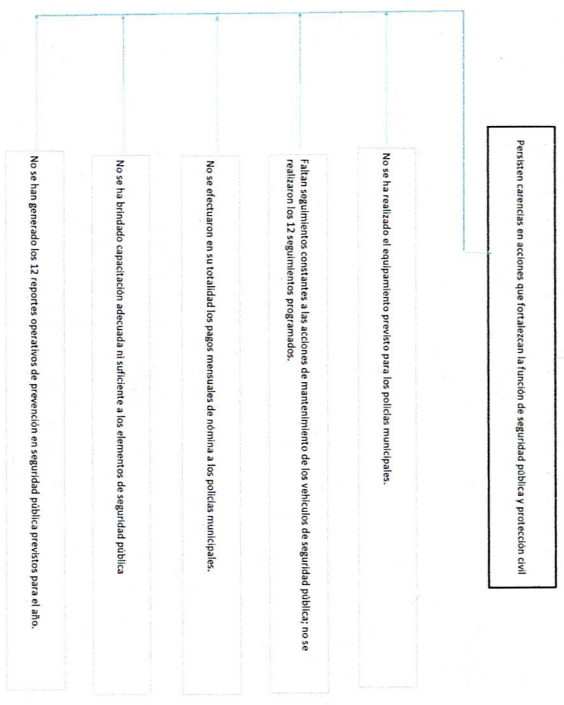 Persisten carencias en acciones que fortalezcan la función de seguridad pública y protección civil
No se ha realizado el equipamiento previsto para los policías municipales.
Faltan seguimientos constantes a las acciones de mantenimiento de los vehículos de seguridad pública; no se
realizaron los 12 seguimientos programados.
No se efectuaron en su totalidad los pagos mensuales de nómina a los policías municipales.
No se ha brindado capacitación adecuada ni suficiente a los elementos de seguridad pública
No se han generado los 12 reportes operativos de prevención en seguridad pública previstos para el año.